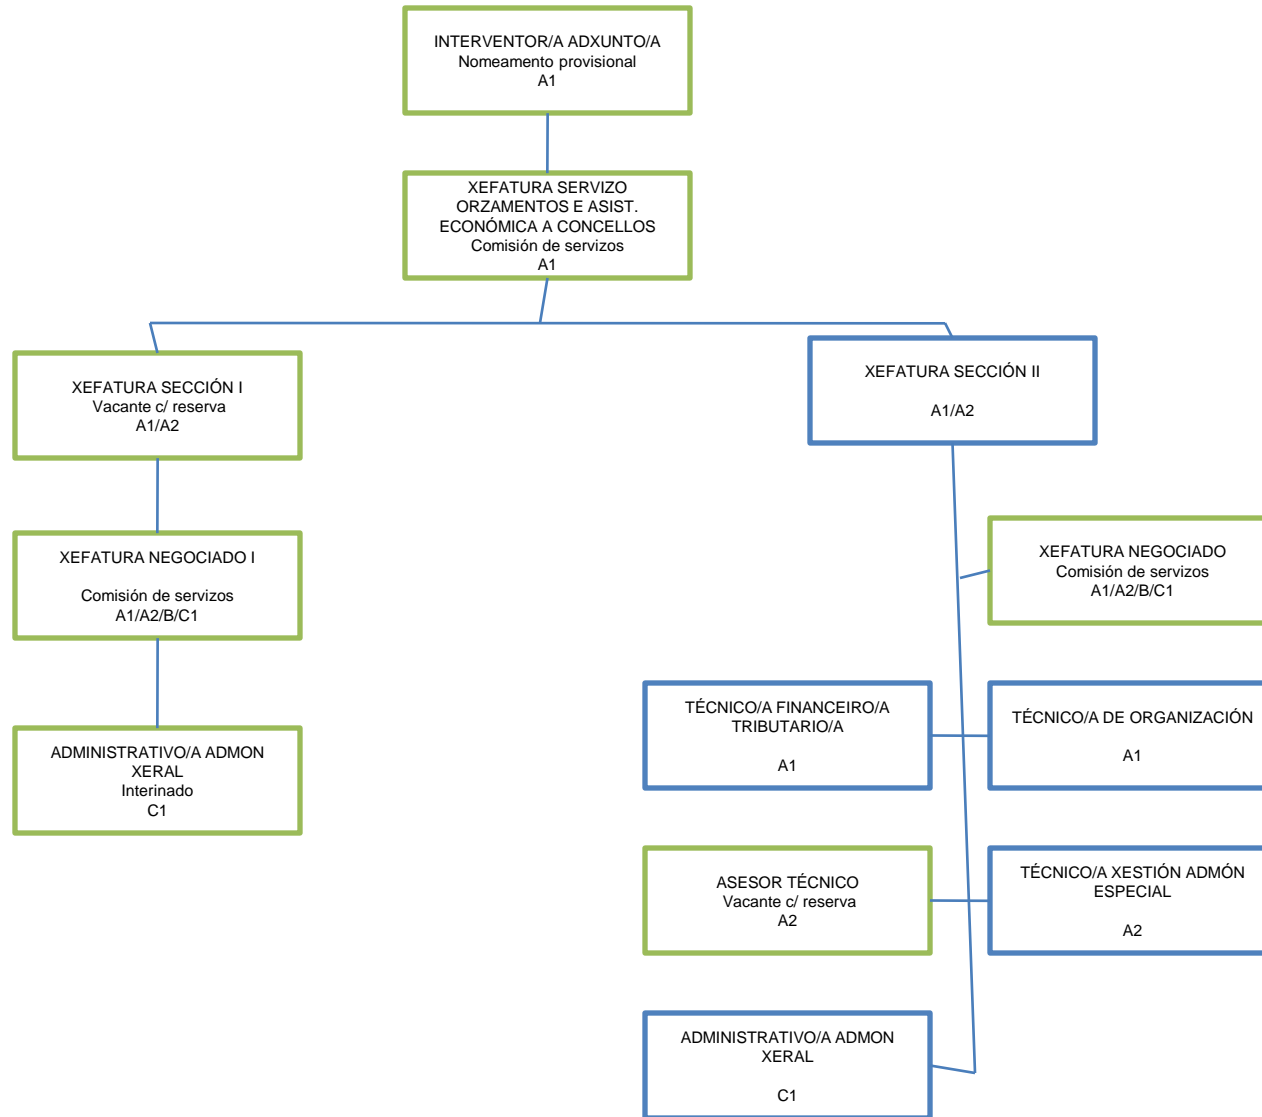 INTERVENTOR/A ADXUNTO/A
Nomeamento provisional
A1
XEFATURA SERVIZO
ORZAMENTOS E ASIST.
ECONÓMICA A CONCELLOS
Comisión de servizos
A1
XEFATURA SECCIÓN I
Vacante c/ reserva
A1/A2
XEFATURA SECCIÓN II
A1/A2
XEFATURA NEGOCIADO I
Comisión de servizos
A1/A2/B/C1
XEFATURA NEGOCIADO
Comisión de servizos
A1/A2/B/C1
ADMINISTRATIVO/A ADMON
XERAL
Interinado
C1
TÉCNICO/A FINANCEIRO/A
TRIBUTARIO/A
A1
TÉCNICO/A DE ORGANIZACIÓN
A1
ASESOR TÉCNICO
Vacante c/ reserva
A2
TÉCNICO/A XESTIÓN ADMÓN
ESPECIAL
A2
ADMINISTRATIVO/A ADMON
XERAL
C1